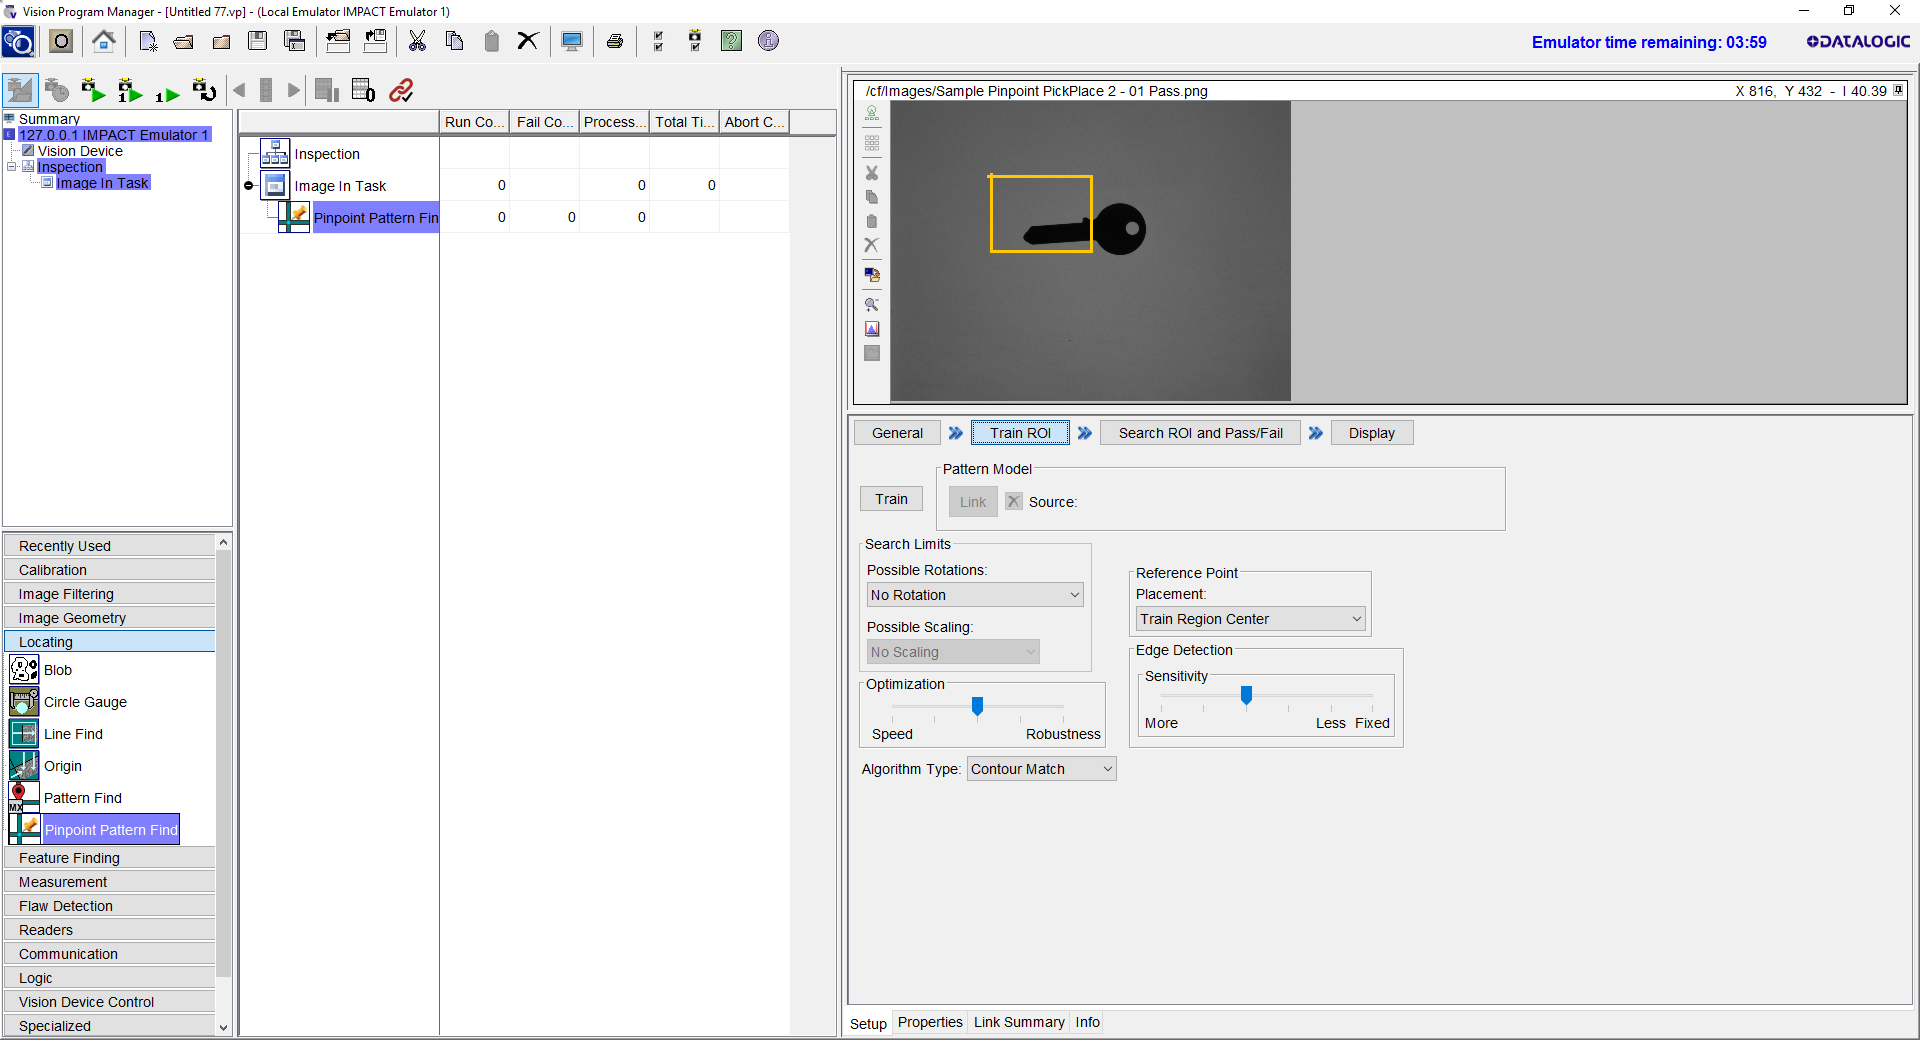 Vision Program Manager - [Untitled 77.vp] - (Local Emulator IMPACT Emulator 1)
Emulator time remaining: 03:59
DATALOGIC
Summary
127.0.0.1 IMPACT Emulator 1
Vision Device
Inspection
Image In Task
Run Co... Fail Co... Process... Total Ti... Abort C...
Inspection
Image In Task 0 0 0
Pinpoint Pattern Fin 0 0 0
/cf/Images/Sample Pinpoint PickPlace 2 - 01 Pass.png X 816, Y 432 - I 40.39
General Train ROI Search ROI and Pass/Fail Display
Pattern Model
Train Link Source:
Search Limits
Possible Rotations:
No Rotation
Possible Scaling:
No Scaling
Reference Point
Placement:
Train Region Center
Edge Detection
Sensitivity
More Less Fixed
Optimization
Speed Robustness
Algorithm Type: Contour Match
Recently Used
Calibration
Image Filtering
Image Geometry
Locating
Blob
Circle Gauge
Line Find
Origin
MX
Pattern Find
Pinpoint Pattern Find
Feature Finding
Measurement
Flaw Detection
Readers
Communication
Logic
Vision Device Control
Specialized
Setup Properties Link Summary Info